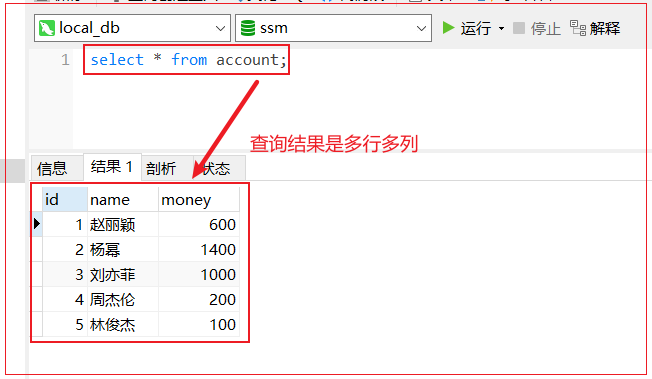 local_db
ssm
运行
停止
解释
1
select * from account;
查询结果是多行多列
信息
结果 1
剖析
状态
id name money
1 赵丽颖 600
2 杨幂 1400
3 刘亦菲 1000
4 周杰伦 200
5 林俊杰 100